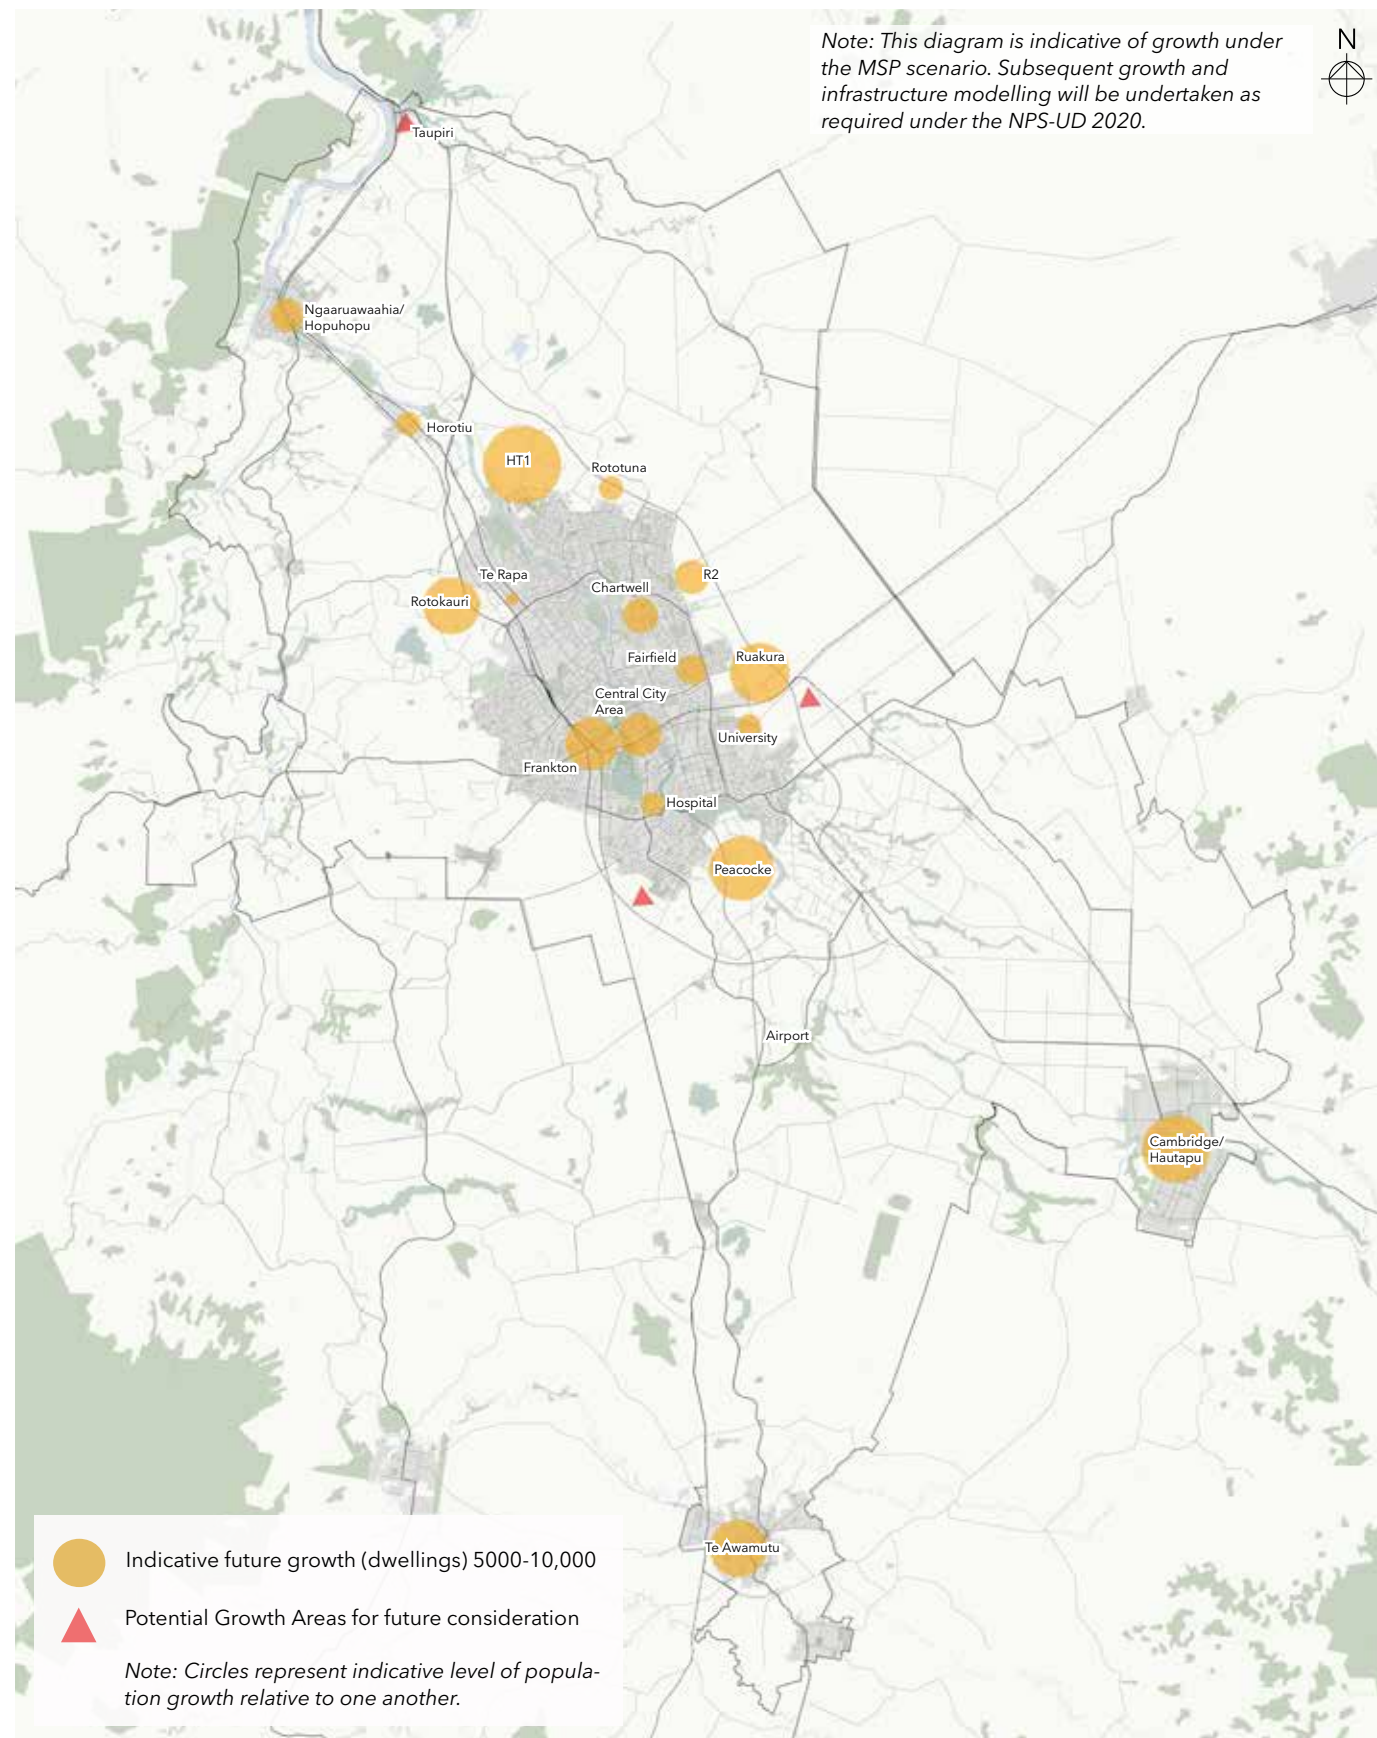 Note: This diagram is indicative of growth under
the MSP scenario. Subsequent growth and
infrastructure modelling will be undertaken as
required under the NPS-UD 2020.
N
Taupiri
Ngaaruawaahia/
Hopuhopu
Horotiu
HT1
Rototuna
Te Rapa
R2
Chartwell
Rotokauri
Fairfield
Ruakura
Central City
Area
University
Frankton
Hospital
Peacocke
Airport
Cambridge/
Hautapu
Te Awamutu
Indicative future growth (dwellings) 5000-10,000
Potential Growth Areas for future consideration
Note: Circles represent indicative level of popula-
tion growth relative to one another.